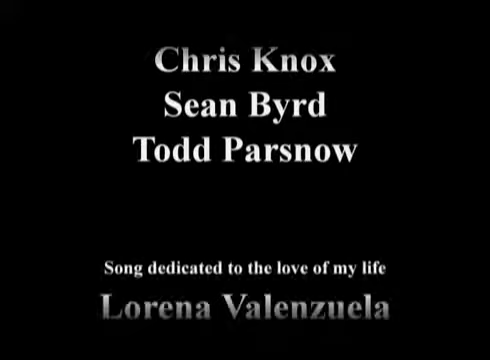 Chris Knox
Sean Byrd
Todd Parsnow
Song dedicated to the love of my life
Lorena Valenzuela